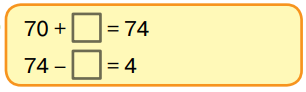 70 + □ = 74
74 – □ = 4